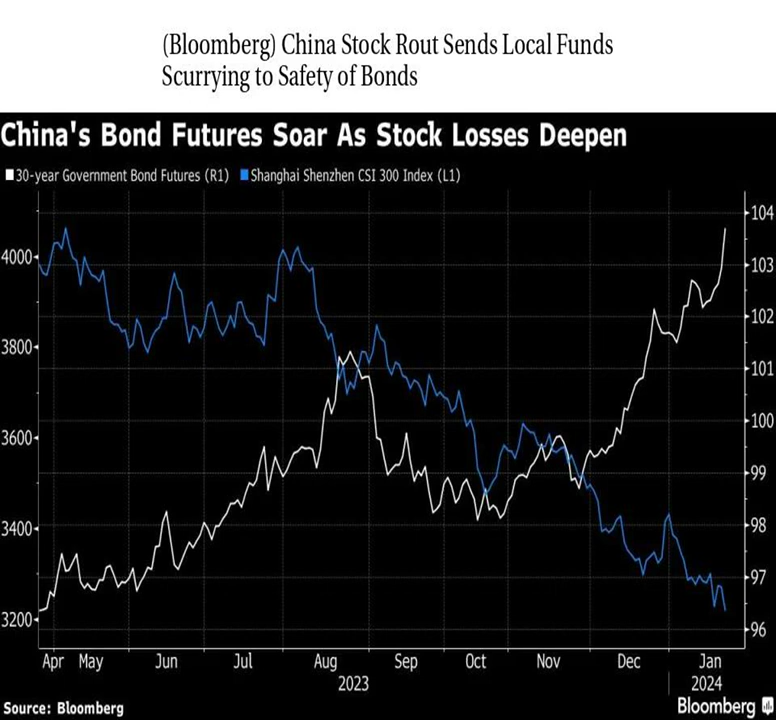 (Bloomberg) China Stock Rout Sends Local Funds
Scurrying to Safety of Bonds
China's Bond Futures Soar As Stock Losses Deepen
30-year Government Bond Futures (R1) Shanghai Shenzhen CSI 300 Index (L1)
104
4000
103
102
3800
101
100
3600
99
3400
98
97
3200
96
Apr May Jun Jul Aug Sep Oct Nov Dec Jan
2023 2024
Source: Bloomberg
Bloomberg